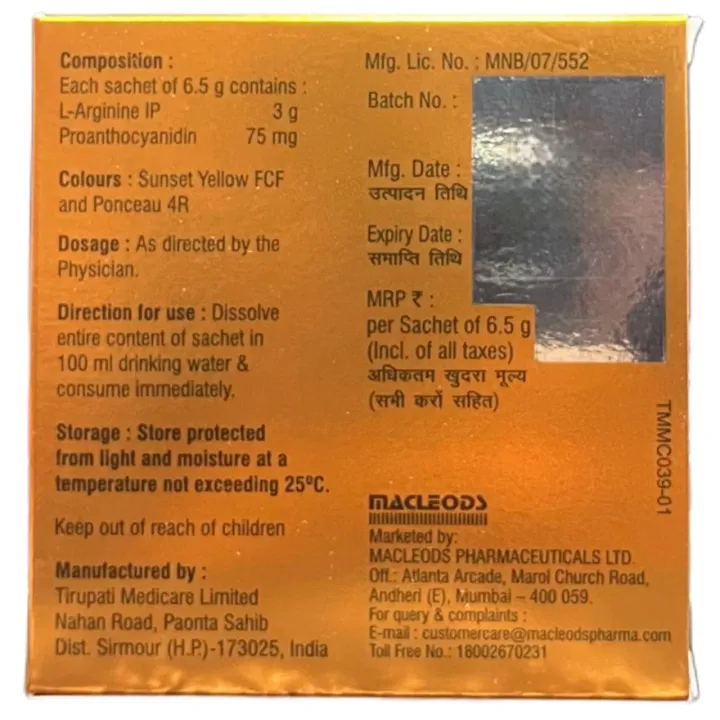 Composition :
Each sachet of 6.5 g contains :
L-Arginine IP 3 g
Proanthocyanidin 75 mg
Colours : Sunset Yellow FCF
and Ponceau 4R
Dosage : As directed by the
Physician.
Direction for use : Dissolve
entire content of sachet in
100 ml drinking water &
consume immediately.
Storage : Store protected
from light and moisture at a
temperature not exceeding 25ºC.
Keep out of reach of children
Manufactured by :
Tirupati Medicare Limited
Nahan Road, Paonta Sahib
Dist. Sirmour (H.P.)-173025, India
Mfg. Lic. No. : MNB/07/552
Batch No. :
Mfg. Date :
उत्पादन तिथि
Expiry Date :
समाप्ति तिथि
MRP ₹ :
per Sachet of 6.5 g
(Incl. of all taxes)
अधिकतम खुदरा मूल्य
(सभी करों सहित)
TMMC039-01
MACLEODS
Marketed by:
MACLEODS PHARMACEUTICALS LTD.
Off.: Atlanta Arcade, Marol Church Road,
Andheri (E), Mumbai – 400 059.
For query & complaints :
E-mail : customercare@macleodspharma.com
Toll Free No.: 18002670231